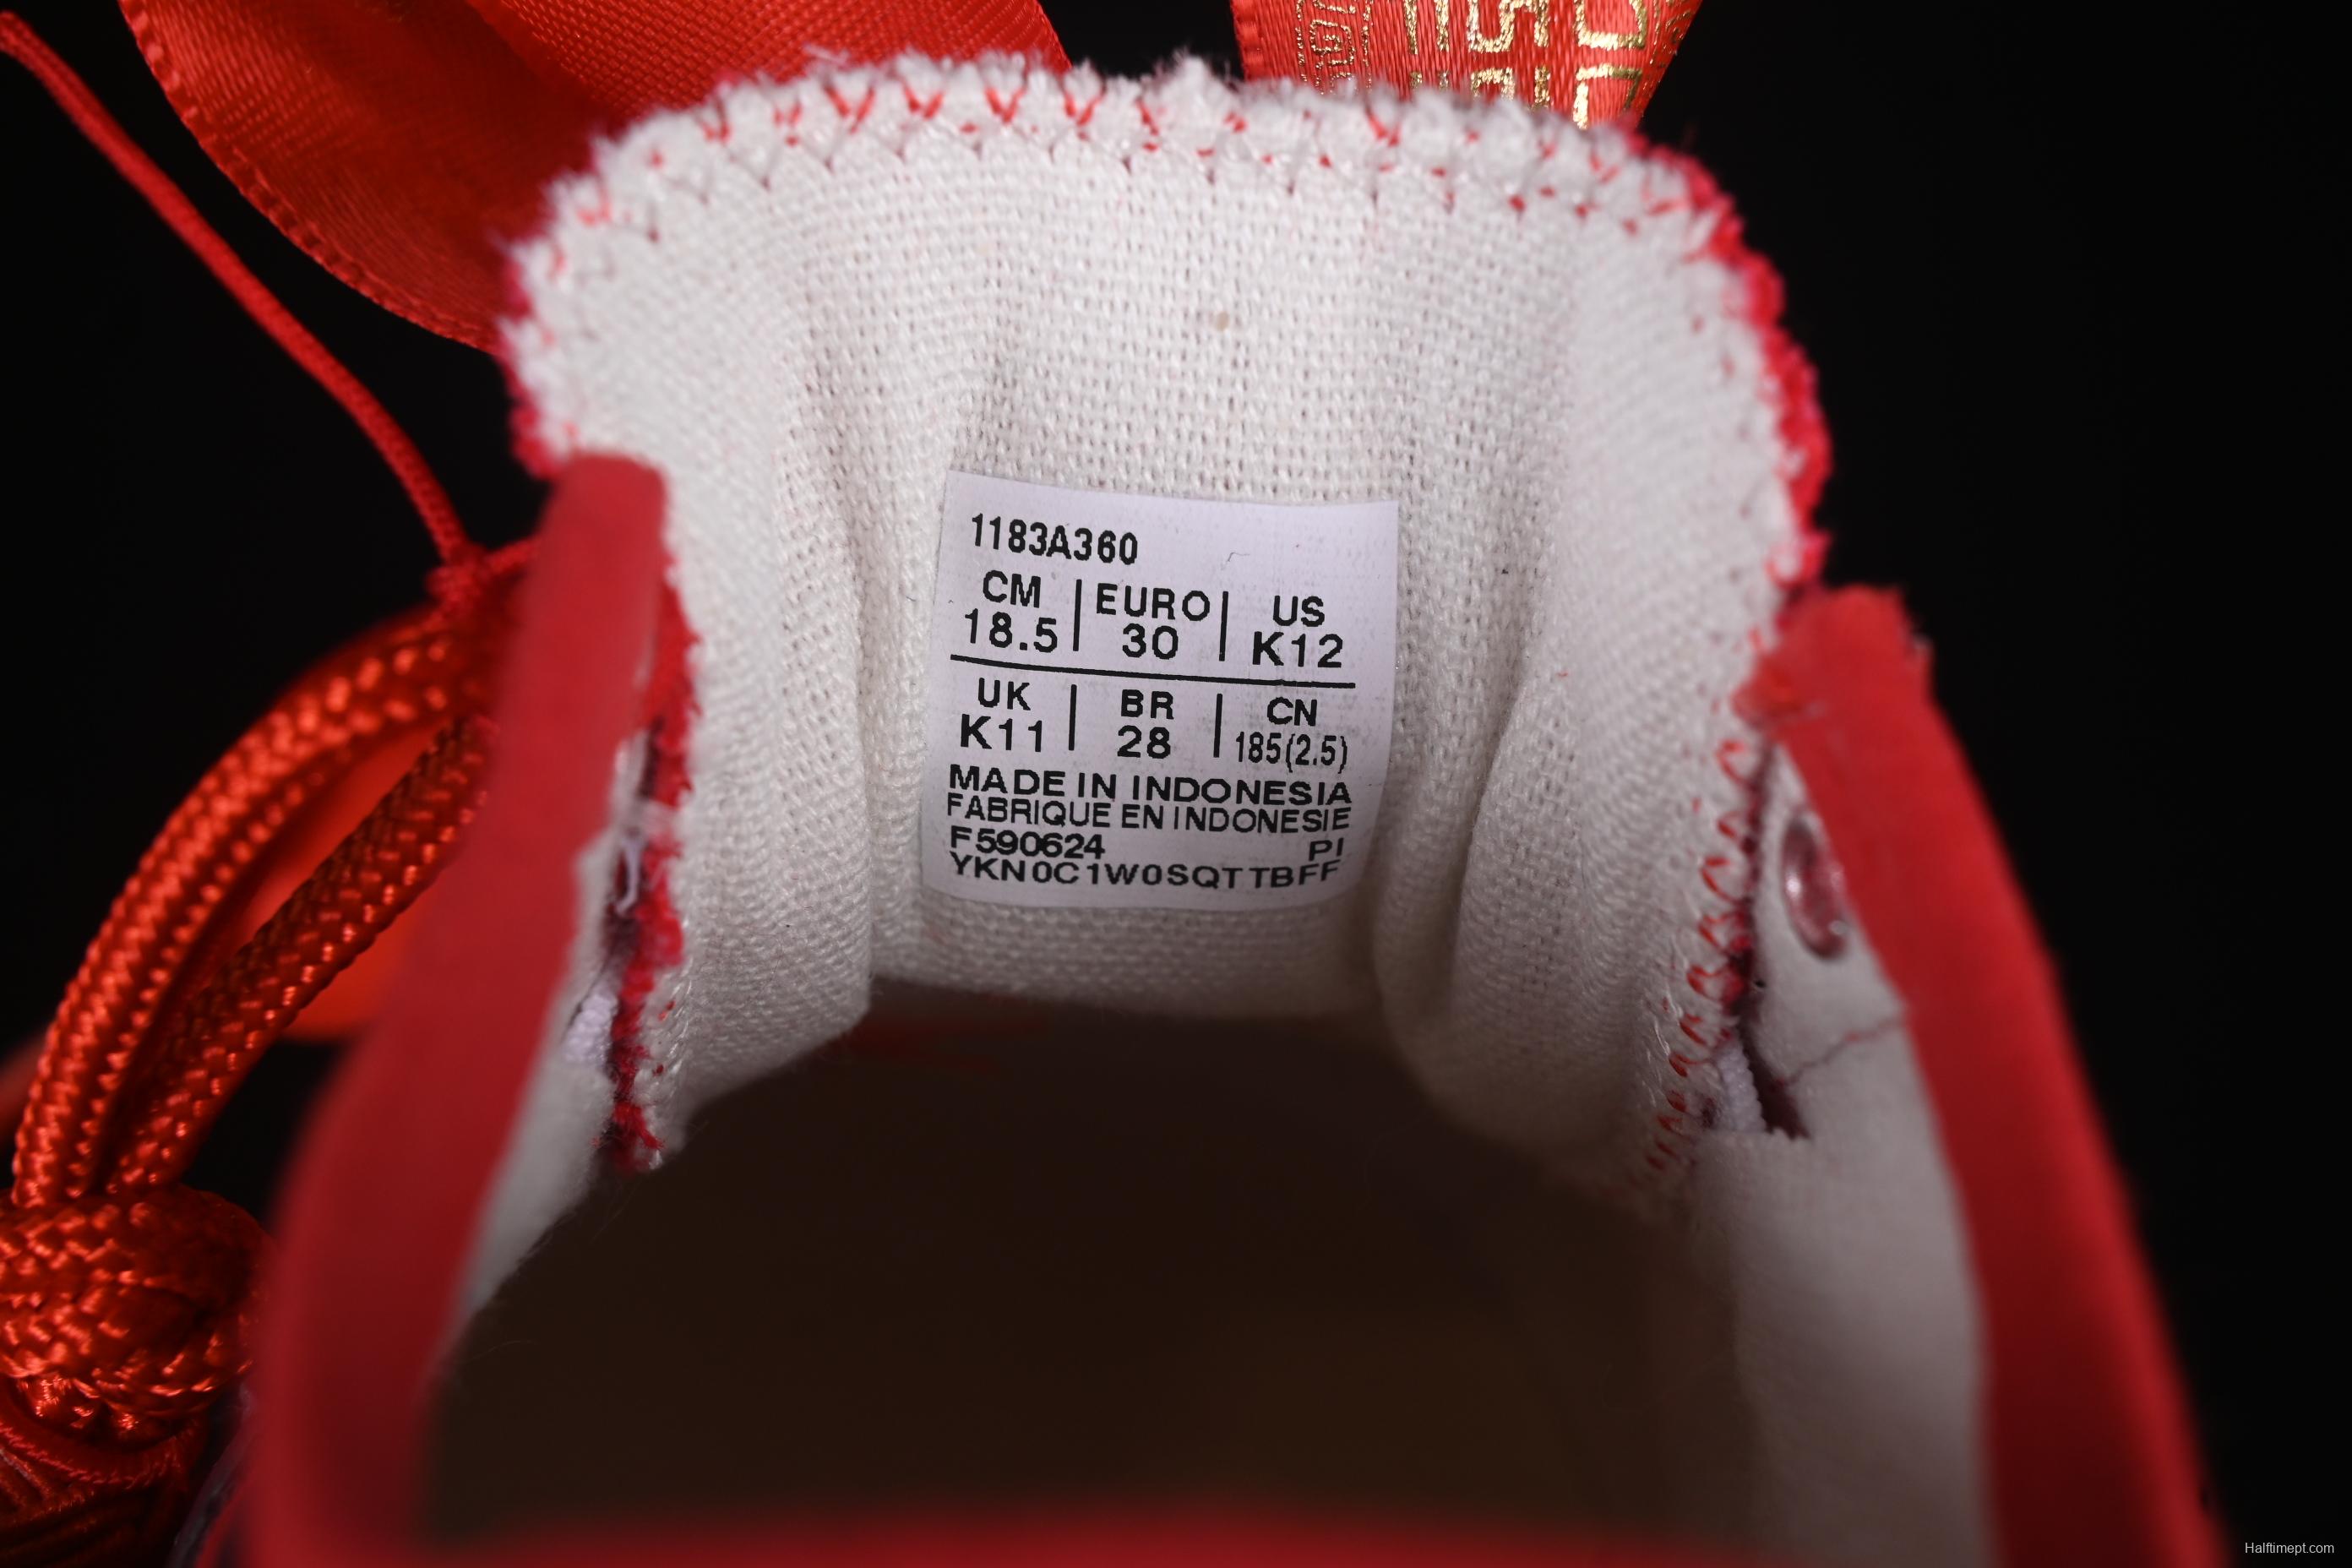 1183A360
CM | EURO | US
18.5 | 30 | K12
UK | BR | CN
K11 | 28 | 185(2.5)
MADE IN INDONESIA
FABRIQUE EN INDONESIE
F590624 PI
YKN0C1W0SQTTBFF
Halftimept.com